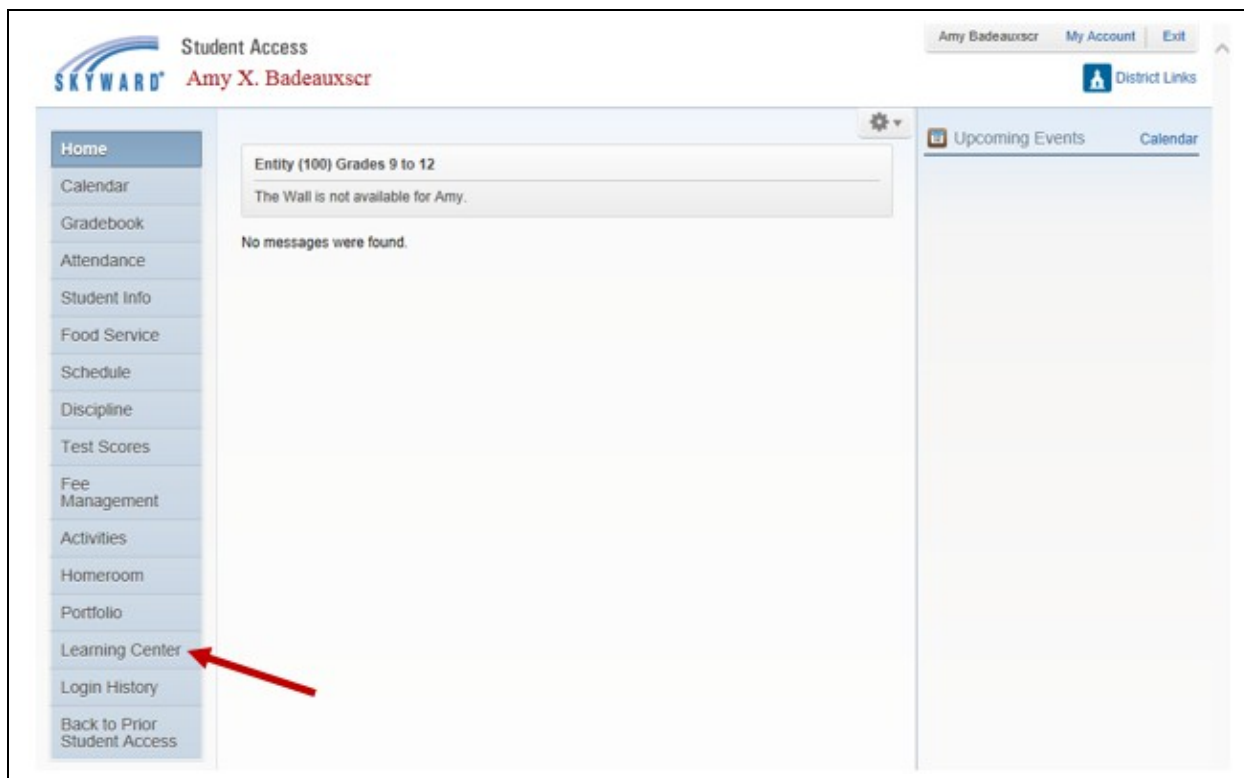 Student Access
Amy Badeauxscr My Account Exit
SKYWARD® Amy X. Badeauxscr
District Links
Home
Calendar
Gradebook
Attendance
Student Info
Food Service
Schedule
Discipline
Test Scores
Fee
Management
Activities
Homeroom
Portfolio
Learning Center
Login History
Back to Prior
Student Access
Entity (100) Grades 9 to 12
The Wall is not available for Amy.
No messages were found.
Upcoming Events Calendar